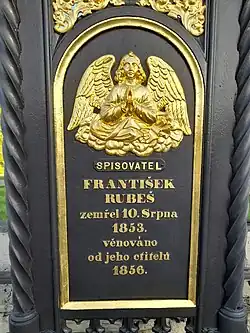 SPISOVATEL
FRANTIŠEK
RUBEŠ
zemřel 10. Srpna
1853.
věnováno
od jeho ctitelů
1856.